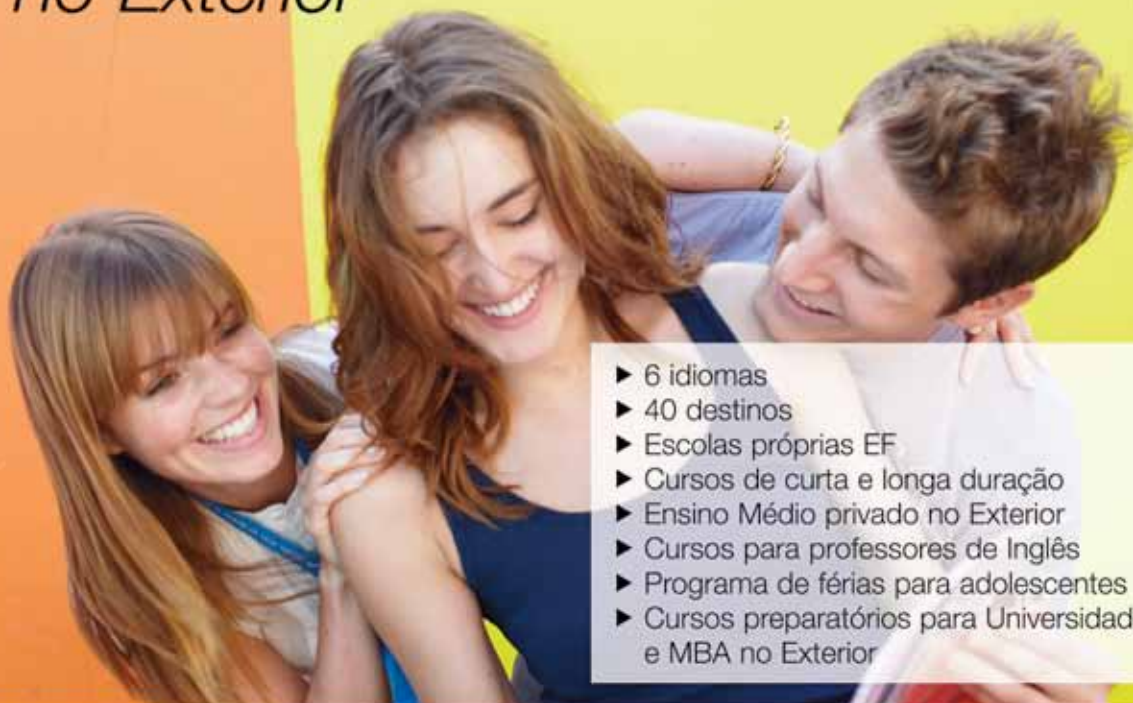 no Exterior
▶ 6 idiomas
▶ 40 destinos
▶ Escolas próprias EF
▶ Cursos de curta e longa duração
▶ Ensino Médio privado no Exterior
▶ Cursos para professores de Inglês
▶ Programa de férias para adolescentes
▶ Cursos preparatórios para Universidad
e MBA no Exterior